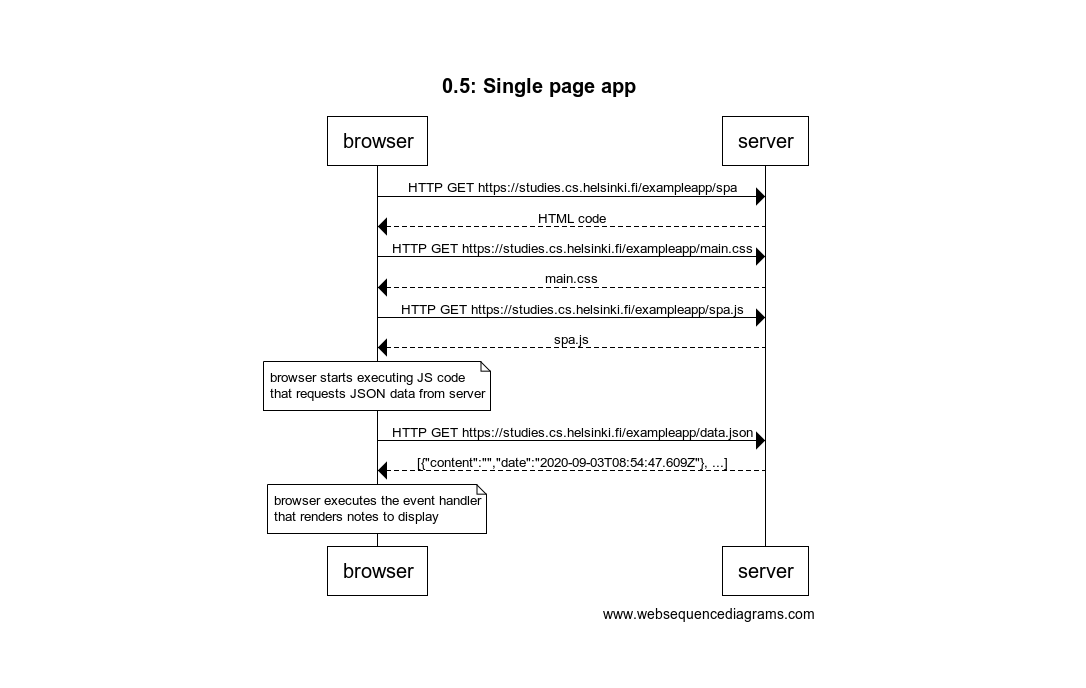 0.5: Single page app
browser
server
HTTP GET https://studies.cs.helsinki.fi/exampleapp/spa
HTML code
HTTP GET https://studies.cs.helsinki.fi/exampleapp/main.css
main.css
HTTP GET https://studies.cs.helsinki.fi/exampleapp/spa.js
spa.js
browser starts executing JS code
that requests JSON data from server
HTTP GET https://studies.cs.helsinki.fi/exampleapp/data.json
[{"content":"","date":"2020-09-03T08:54:47.609Z"}, ...]
browser executes the event handler
that renders notes to display
browser
server
www.websequencediagrams.com